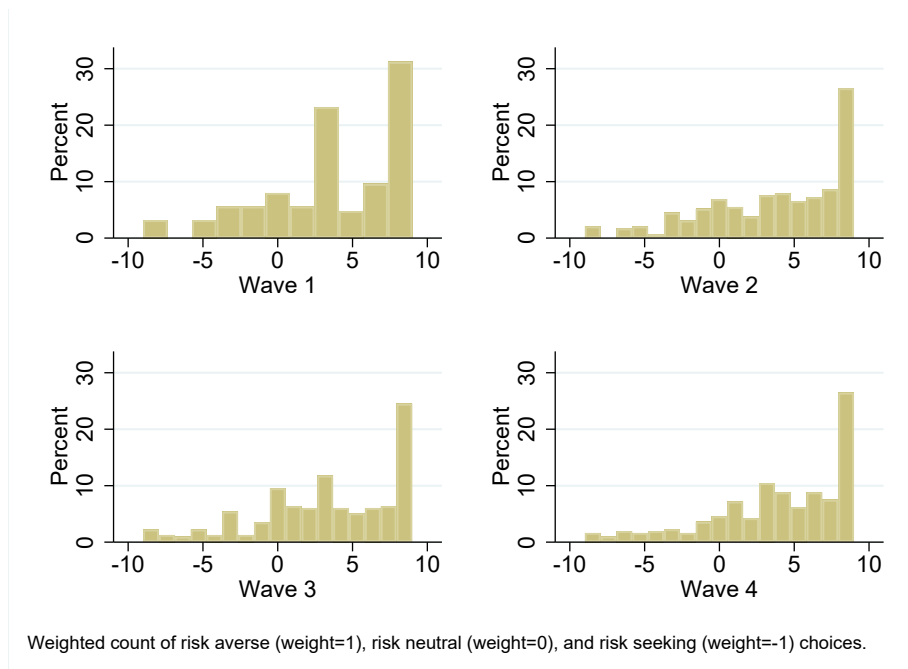 Percent
0 10 20 30
-10 -5 0 5 10
Wave 1
Percent
0 10 20 30
-10 -5 0 5 10
Wave 2
Percent
0 10 20 30
-10 -5 0 5 10
Wave 3
Percent
0 10 20 30
-10 -5 0 5 10
Wave 4
Weighted count of risk averse (weight=1), risk neutral (weight=0), and risk seeking (weight=-1) choices.